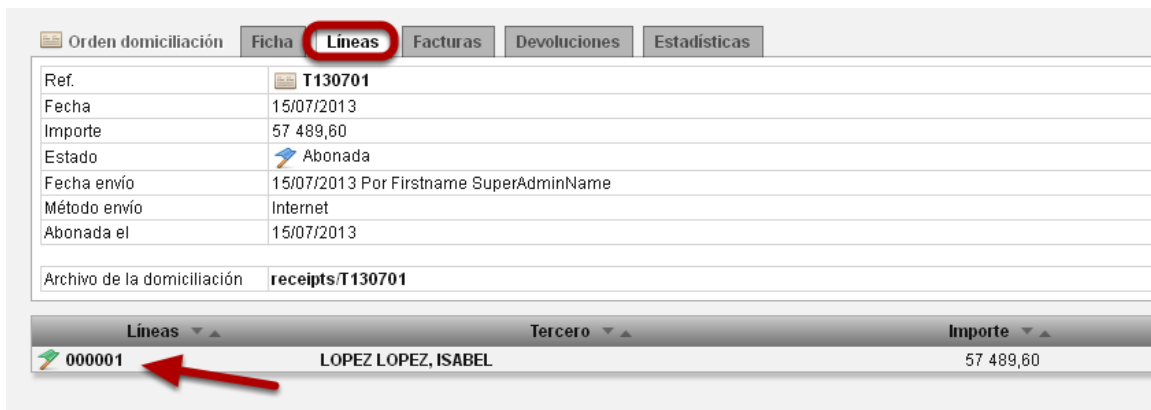 Orden domiciliación Ficha Líneas Facturas Devoluciones Estadísticas
Ref. T130701
Fecha 15/07/2013
Importe 57 489,60
Estado Abonada
Fecha envío 15/07/2013 Por Firstname SuperAdminName
Método envío Internet
Abonada el 15/07/2013
Archivo de la domiciliación receipts/T130701
Líneas Tercero Importe
000001 LOPEZ LOPEZ, ISABEL 57 489,60